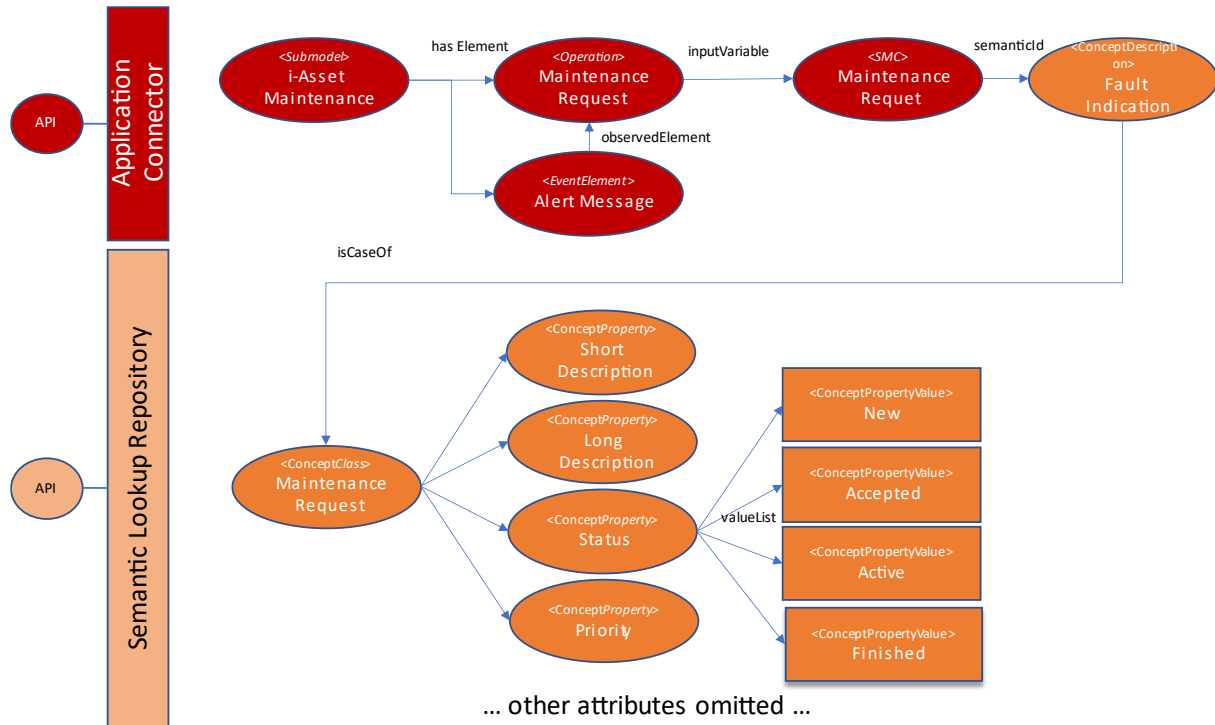 API
Application
Connector
<Submodel>
i-Asset
Maintenance
has Element
<Operation>
Maintenance
Request
inputVariable
<SMC>
Maintenance
Requet
semanticId
<ConceptDescripti
on>
Fault
Indication
observedElement
<EventElement>
Alert Message
isCaseOf
API
Semantic Lookup Repository
<ConceptClass>
Maintenance
Request
<ConceptProperty>
Short
Description
<ConceptProperty>
Long
Description
<ConceptProperty>
Status
<ConceptProperty>
Priority
valueList
<ConceptPropertyValue>
New
<ConceptPropertyValue>
Accepted
<ConceptPropertyValue>
Active
<ConceptPropertyValue>
Finished
... other attributes omitted ...